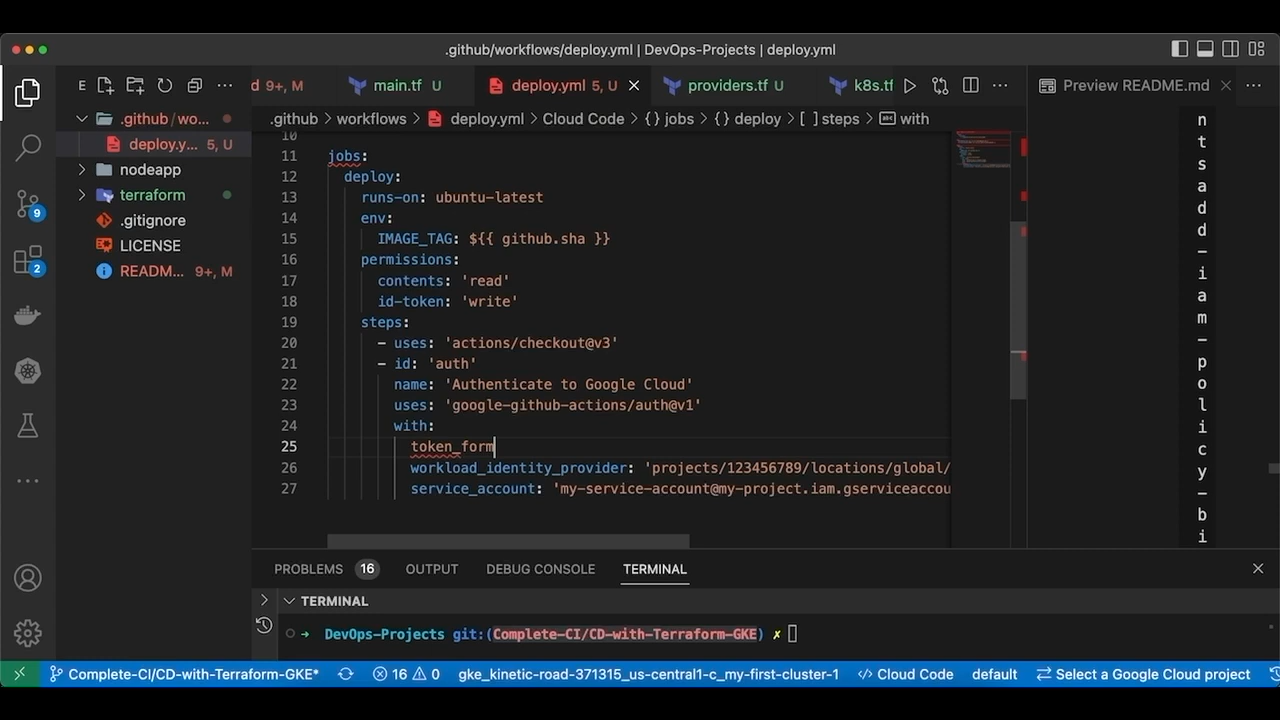 .github/workflows/deploy.yml | DevOps-Projects | deploy.yml
E
d 9+, M
main.tf U
deploy.yml 5, U
providers.tf U
k8s.tf
Preview README.md
.github / wo...
deploy.y... 5, U
nodeapp
terraform
.gitignore
LICENSE
README... 9+, M
9
2
.github > workflows > deploy.yml > Cloud Code > {} jobs > {} deploy > [ ] steps > with
10
11 jobs:
12 deploy:
13 runs-on: ubuntu-latest
14 env:
15 IMAGE_TAG: ${{ github.sha }}
16 permissions:
17 contents: 'read'
18 id-token: 'write'
19 steps:
20 - uses: 'actions/checkout@v3'
21 - id: 'auth'
22 name: 'Authenticate to Google Cloud'
23 uses: 'google-github-actions/auth@v1'
24 with:
25 token_form
26 workload_identity_provider: 'projects/123456789/locations/global/
27 service_account: 'my-service-account@my-project.iam.gserviceaccou
n
t
s
a
d
d
-
i
a
m
-
p
o
l
i
c
y
-
b
i
PROBLEMS 16 OUTPUT DEBUG CONSOLE TERMINAL
TERMINAL
DevOps-Projects git:(Complete-CI/CD-with-Terraform-GKE) ✗
Complete-CI/CD-with-Terraform-GKE* 16 0 gke_kinetic-road-371315_us-central1-c_my-first-cluster-1 </> Cloud Code default Select a Google Cloud project